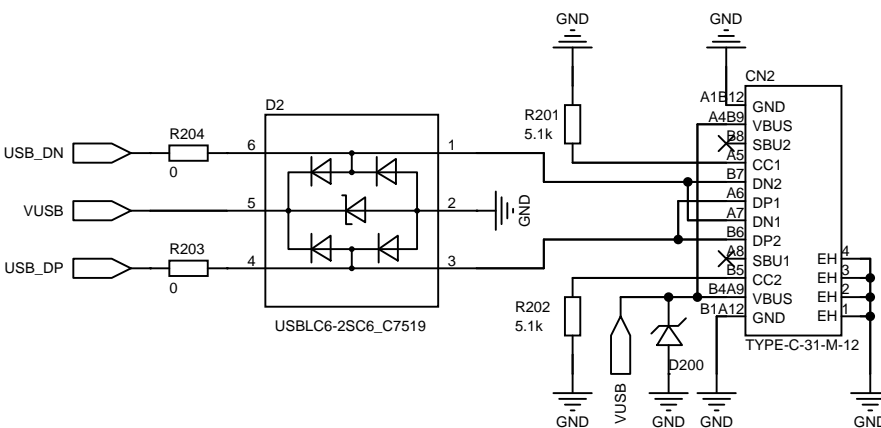 GND
GND
CN2
D2
A1B12
GND
R201
5.1k
A4B9
VBUS
B8
SBU2
R204
A5
CC1
USB_DN
6
1
0
B7
DN2
A6
DP1
VUSB
5
2
GND
A7
DN1
B6
DP2
R203
A8
SBU1
EH
4
USB_DP
4
3
B5
CC2
EH
3
0
R202
5.1k
B4A9
VBUS
EH
2
B1A12
GND
EH
1
USBLC6-2SC6_C7519
TYPE-C-31-M-12
D200
VUSB
GND
GND
GND
GND